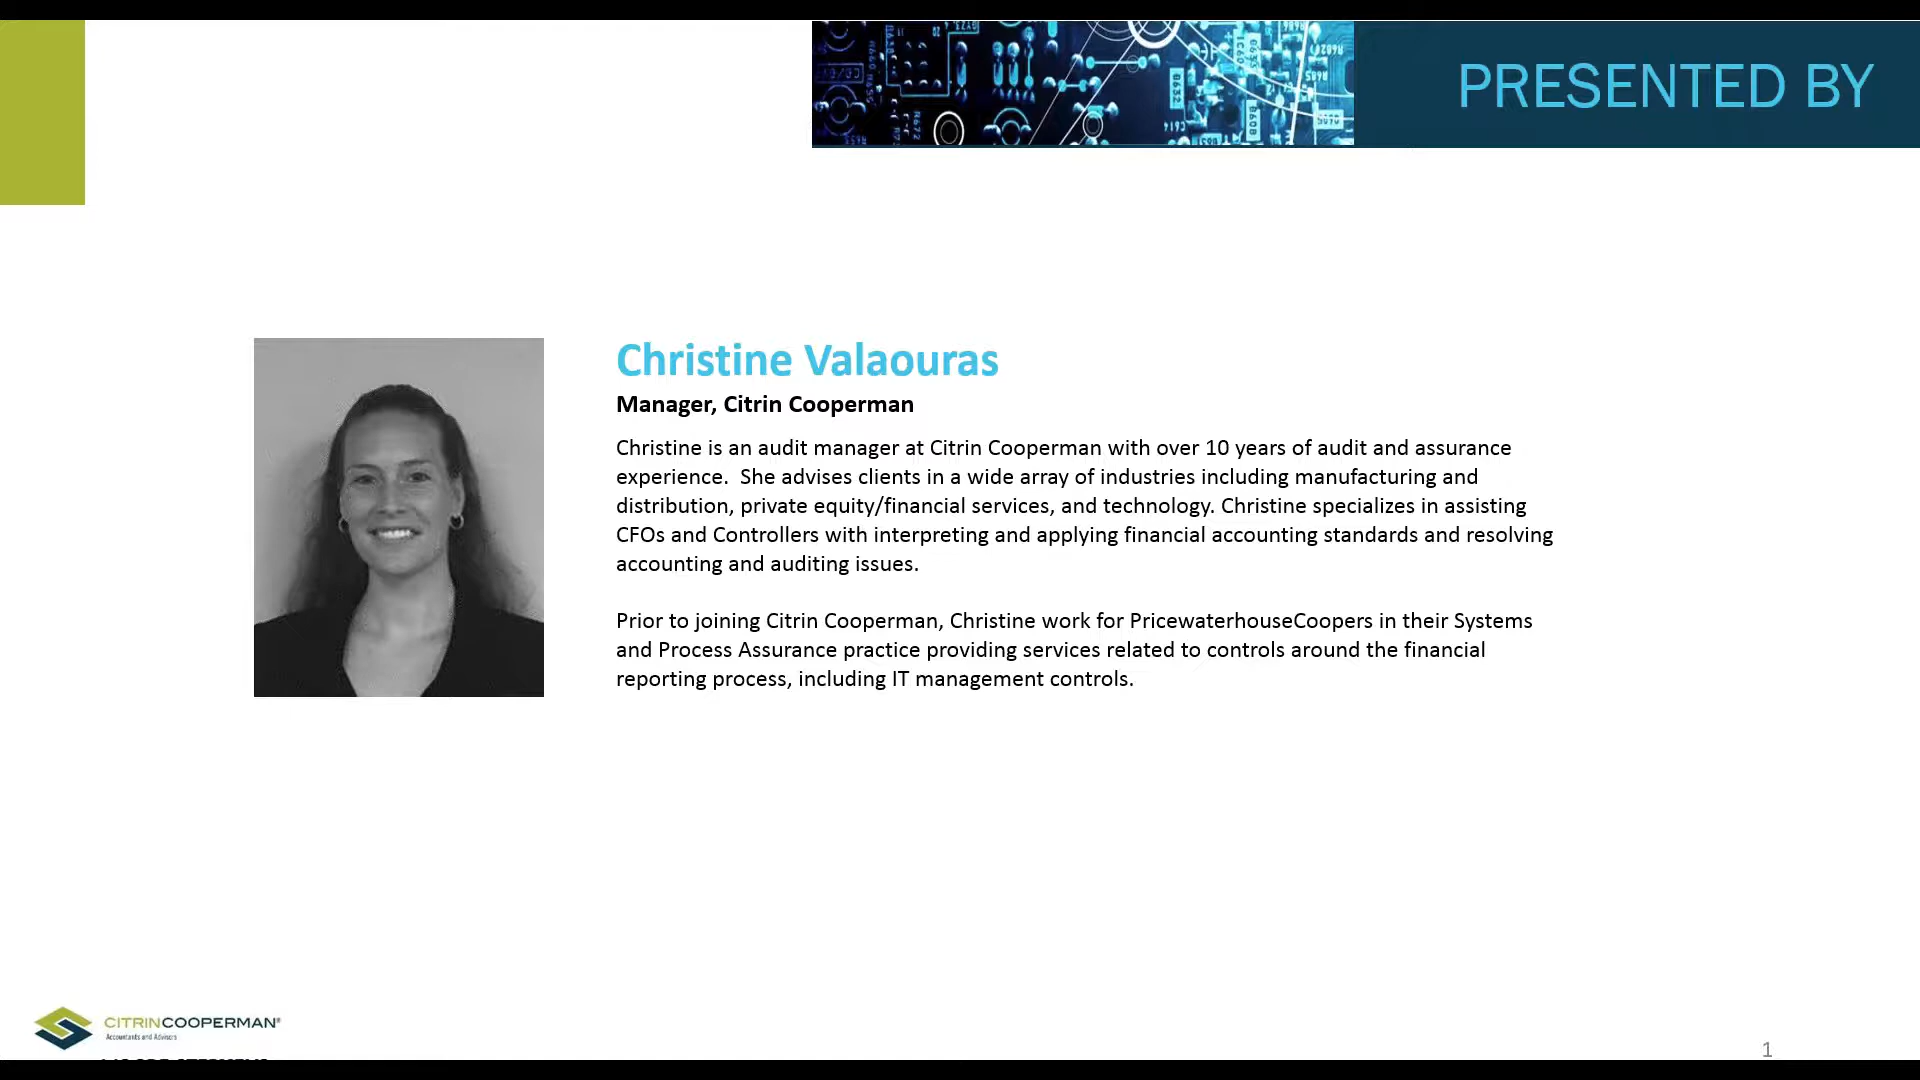 PRESENTED BY
Christine Valaouras
Manager, Citrin Cooperman
Christine is an audit manager at Citrin Cooperman with over 10 years of audit and assurance
experience.  She advises clients in a wide array of industries including manufacturing and
distribution, private equity/financial services, and technology. Christine specializes in assisting
CFOs and Controllers with interpreting and applying financial accounting standards and resolving
accounting and auditing issues.
Prior to joining Citrin Cooperman, Christine work for PricewaterhouseCoopers in their Systems
and Process Assurance practice providing services related to controls around the financial
reporting process, including IT management controls.
CITRINCOOPERMAN®
Accountants and Advisors
1